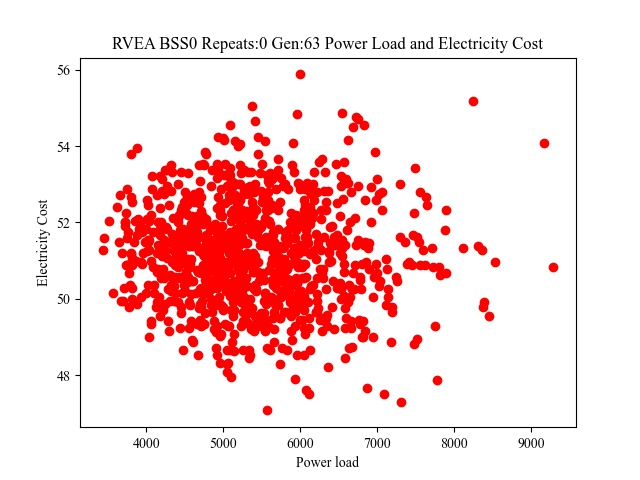 RVEA BSS0 Repeats:0 Gen:63 Power Load and Electricity Cost
56
54
52
50
48
Electricity Cost
4000 5000 6000 7000 8000 9000
Power load